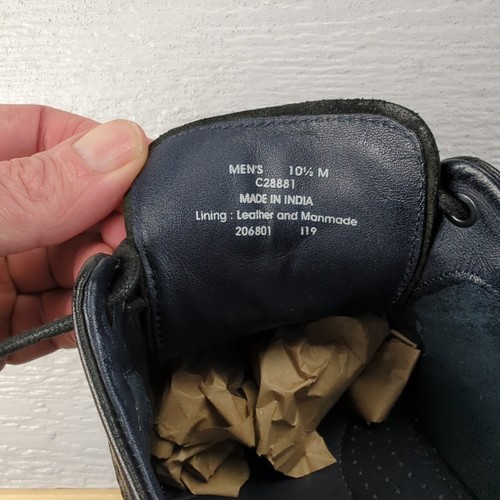 MEN'S 10½ M
C28881
MADE IN INDIA
Lining : Leather and Manmade
206801 I19